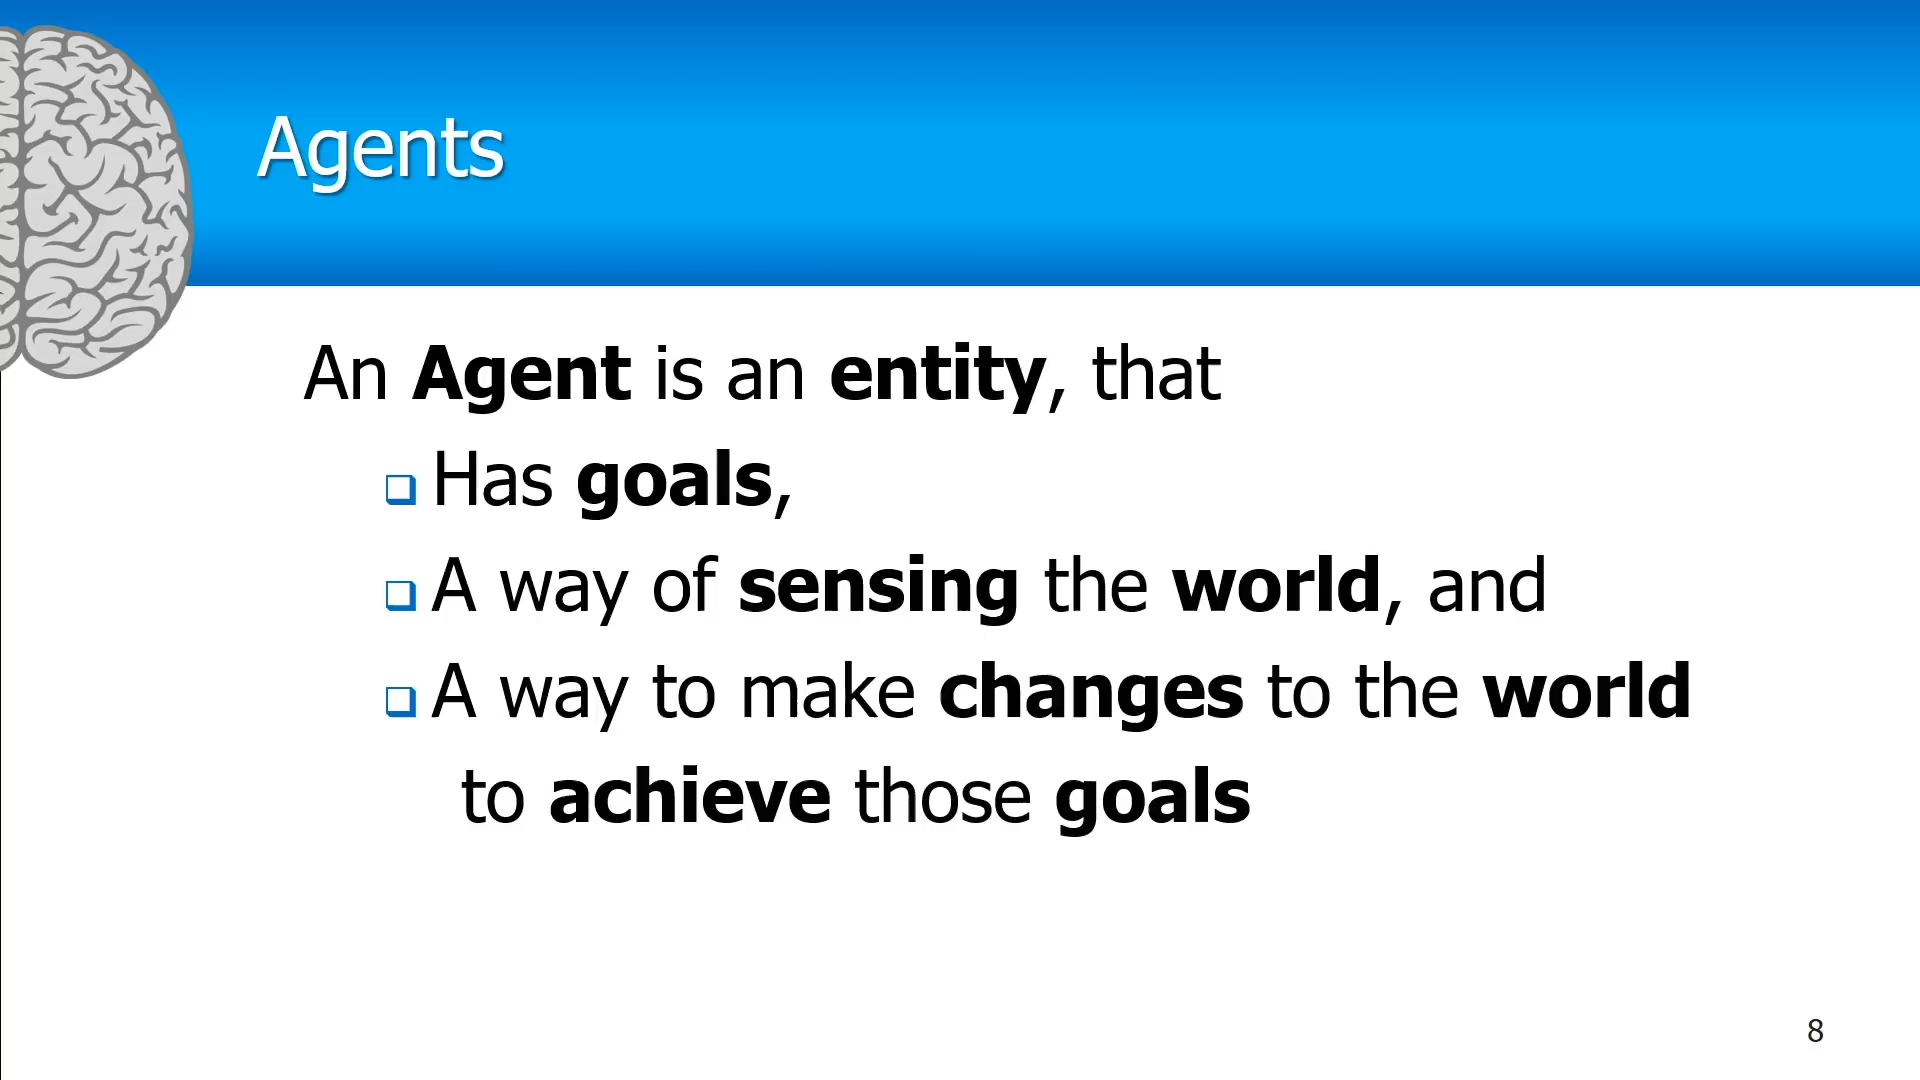 Agents
An Agent is an entity, that
❑ Has goals,
❑ A way of sensing the world, and
❑ A way to make changes to the world
to achieve those goals
8